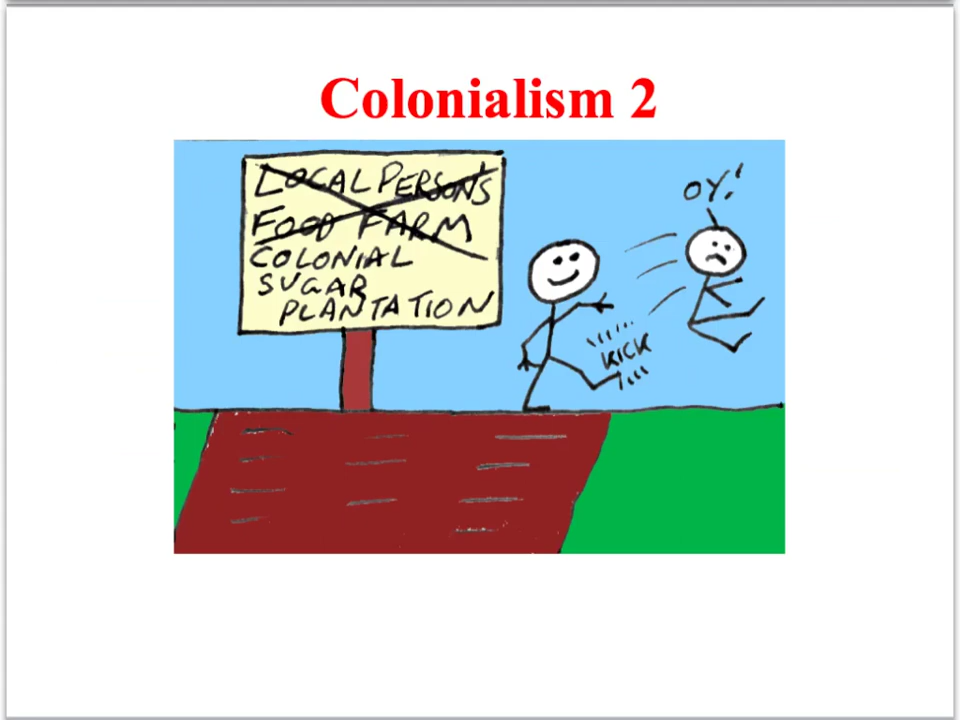 Colonialism 2
LOCAL PERSON'S
FOOD FARM
COLONIAL
SUGAR
PLANTATION
OY!
KICK